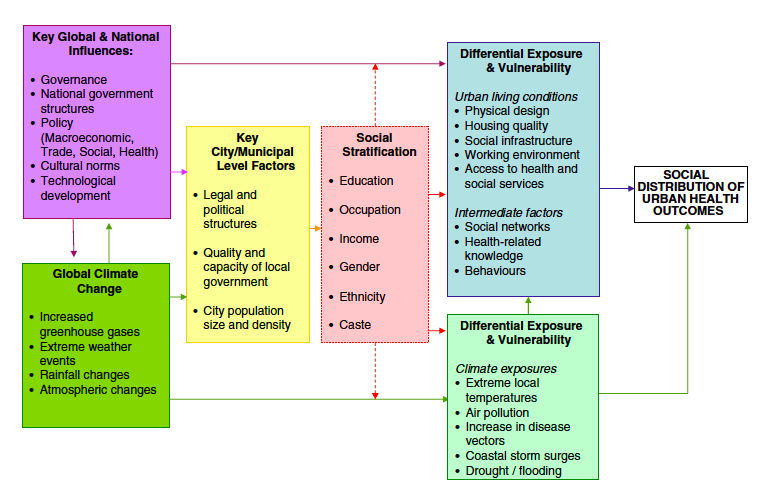 Key Global & National
Influences:
• Governance
• National government
structures
• Policy
(Macroeconomic,
Trade, Social, Health)
• Cultural norms
• Technological
development
Global Climate
Change
• Increased
greenhouse gases
• Extreme weather
events
• Rainfall changes
• Atmospheric changes
Key
City/Municipal
Level Factors
• Legal and
political
structures
• Quality and
capacity of local
government
• City population
size and density
Social
Stratification
• Education
• Occupation
• Income
• Gender
• Ethnicity
• Caste
Differential Exposure
& Vulnerability
Urban living conditions
• Physical design
• Housing quality
• Social infrastructure
• Working environment
• Access to health and
social services
Intermediate factors
• Social networks
• Health-related
knowledge
• Behaviours
Differential Exposure
& Vulnerability
Climate exposures
• Extreme local
temperatures
• Air pollution
• Increase in disease
vectors
• Coastal storm surges
• Drought / flooding
SOCIAL
DISTRIBUTION OF
URBAN HEALTH
OUTCOMES